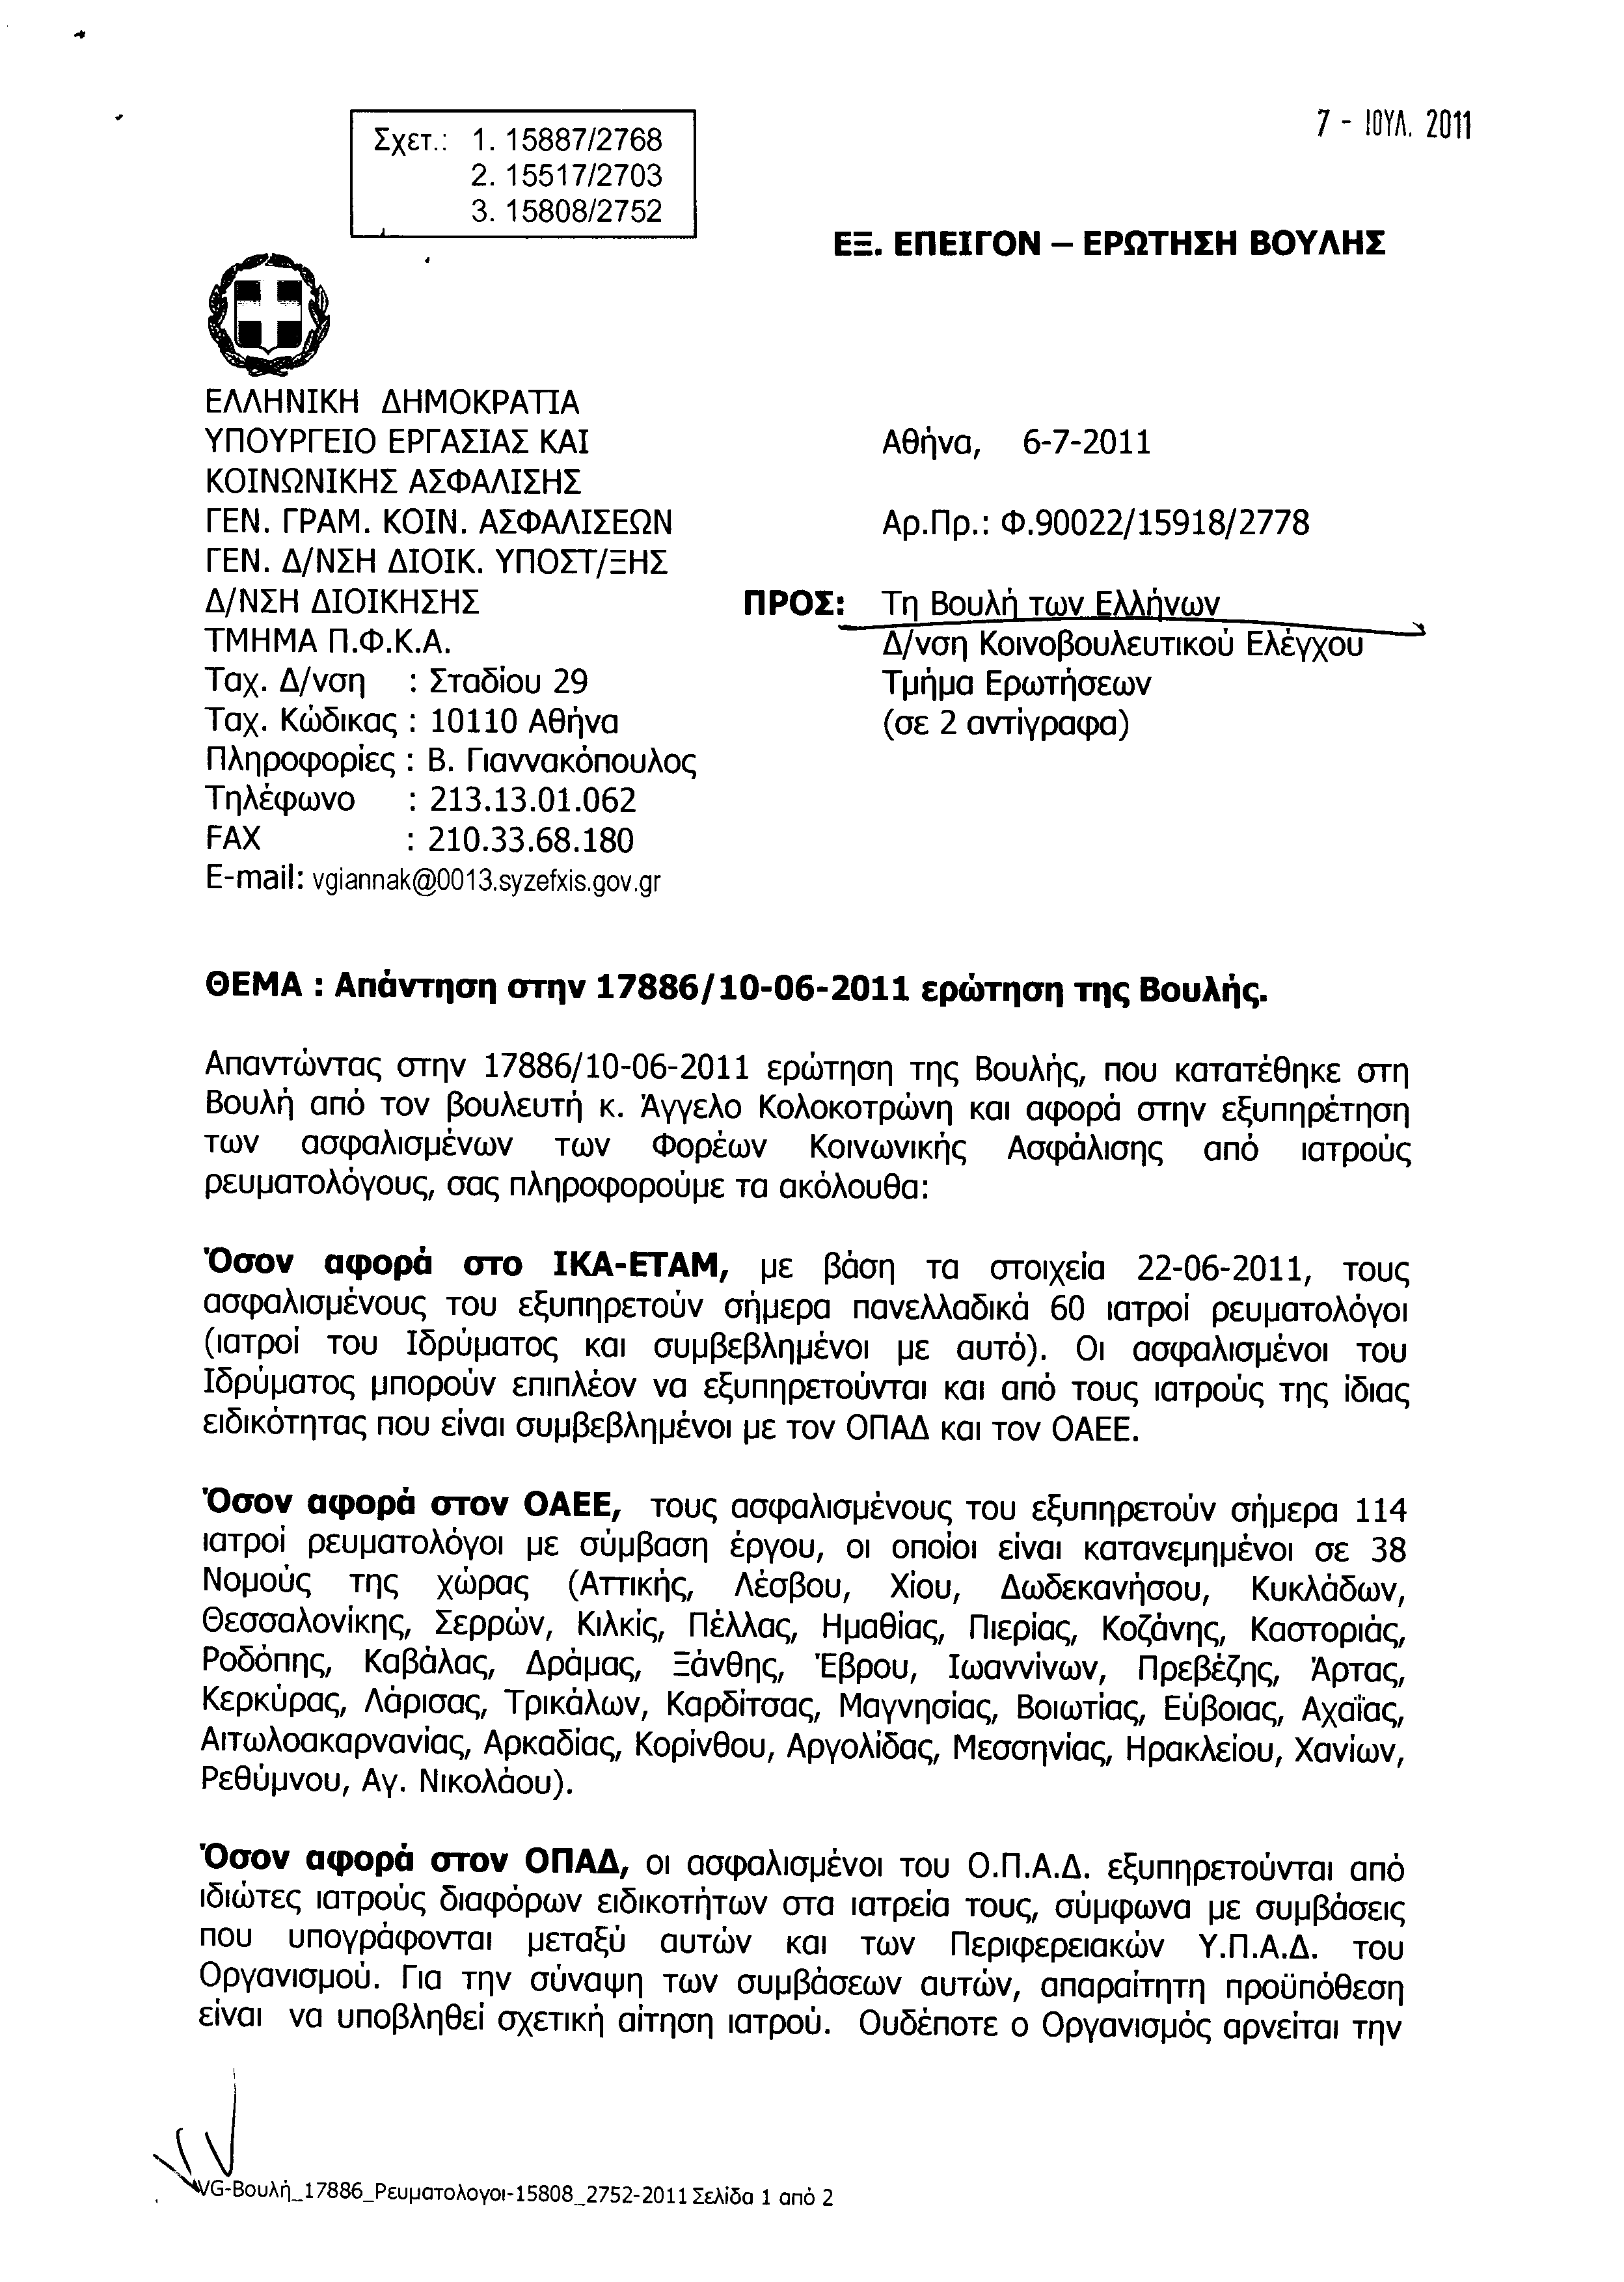 7 - ΙΟΥΛ. 2011
Σχετ.: 1. 15887/2768
2. 15517/2703
3. 15808/2752
ΕΞ. ΕΠΕΙΓΟΝ – ΕΡΩΤΗΣΗ ΒΟΥΛΗΣ
ΕΛΛΗΝΙΚΗ ΔΗΜΟΚΡΑΤΙΑ
ΥΠΟΥΡΓΕΙΟ ΕΡΓΑΣΙΑΣ ΚΑΙ
ΚΟΙΝΩΝΙΚΗΣ ΑΣΦΑΛΙΣΗΣ
ΓΕΝ. ΓΡΑΜ. ΚΟΙΝ. ΑΣΦΑΛΙΣΕΩΝ
ΓΕΝ. Δ/ΝΣΗ ΔΙΟΙΚ. ΥΠΟΣΤ/ΞΗΣ
Δ/ΝΣΗ ΔΙΟΙΚΗΣΗΣ
ΤΜΗΜΑ Π.Φ.Κ.Α.
Ταχ. Δ/νση : Σταδίου 29
Ταχ. Κώδικας : 10110 Αθήνα
Πληροφορίες : Β. Γιαννακόπουλος
Τηλέφωνο : 213.13.01.062
FAX : 210.33.68.180
E-mail: vgiannak@0013.syzefxis.gov.gr
Αθήνα, 6-7-2011
Αρ.Πρ.: Φ.90022/15918/2778
ΠΡΟΣ: Τη Βουλή των Ελλήνων
Δ/νση Κοινοβουλευτικού Ελέγχου
Τμήμα Ερωτήσεων
(σε 2 αντίγραφα)
ΘΕΜΑ : Απάντηση στην 17886/10-06-2011 ερώτηση της Βουλής.
Απαντώντας στην 17886/10-06-2011 ερώτηση της Βουλής, που κατατέθηκε στη
Βουλή από τον βουλευτή κ. Άγγελο Κολοκοτρώνη και αφορά στην εξυπηρέτηση
των ασφαλισμένων των Φορέων Κοινωνικής Ασφάλισης από ιατρούς
ρευματολόγους, σας πληροφορούμε τα ακόλουθα:
Όσον αφορά στο ΙΚΑ-ΕΤΑΜ, με βάση τα στοιχεία 22-06-2011, τους
ασφαλισμένους του εξυπηρετούν σήμερα πανελλαδικά 60 ιατροί ρευματολόγοι
(ιατροί του Ιδρύματος και συμβεβλημένοι με αυτό). Οι ασφαλισμένοι του
Ιδρύματος μπορούν επιπλέον να εξυπηρετούνται και από τους ιατρούς της ίδιας
ειδικότητας που είναι συμβεβλημένοι με τον ΟΠΑΔ και τον ΟΑΕΕ.
Όσον αφορά στον ΟΑΕΕ, τους ασφαλισμένους του εξυπηρετούν σήμερα 114
ιατροί ρευματολόγοι με σύμβαση έργου, οι οποίοι είναι κατανεμημένοι σε 38
Νομούς της χώρας (Αττικής, Λέσβου, Χίου, Δωδεκανήσου, Κυκλάδων,
Θεσσαλονίκης, Σερρών, Κιλκίς, Πέλλας, Ημαθίας, Πιερίας, Κοζάνης, Καστοριάς,
Ροδόπης, Καβάλας, Δράμας, Ξάνθης, Έβρου, Ιωαννίνων, Πρεβέζης, Άρτας,
Κερκύρας, Λάρισας, Τρικάλων, Καρδίτσας, Μαγνησίας, Βοιωτίας, Εύβοιας, Αχαΐας,
Αιτωλοακαρνανίας, Αρκαδίας, Κορίνθου, Αργολίδας, Μεσσηνίας, Ηρακλείου, Χανίων,
Ρεθύμνου, Αγ. Νικολάου).
Όσον αφορά στον ΟΠΑΔ, οι ασφαλισμένοι του Ο.Π.Α.Δ. εξυπηρετούνται από
ιδιώτες ιατρούς διαφόρων ειδικοτήτων στα ιατρεία τους, σύμφωνα με συμβάσεις
που υπογράφονται μεταξύ αυτών και των Περιφερειακών Υ.Π.Α.Δ. του
Οργανισμού. Για την σύναψη των συμβάσεων αυτών, απαραίτητη προϋπόθεση
είναι να υποβληθεί σχετική αίτηση ιατρού. Ουδέποτε ο Οργανισμός αρνείται την
VG-Βουλή_17886_Ρευματολογοι-15808_2752-2011 Σελίδα 1 από 2